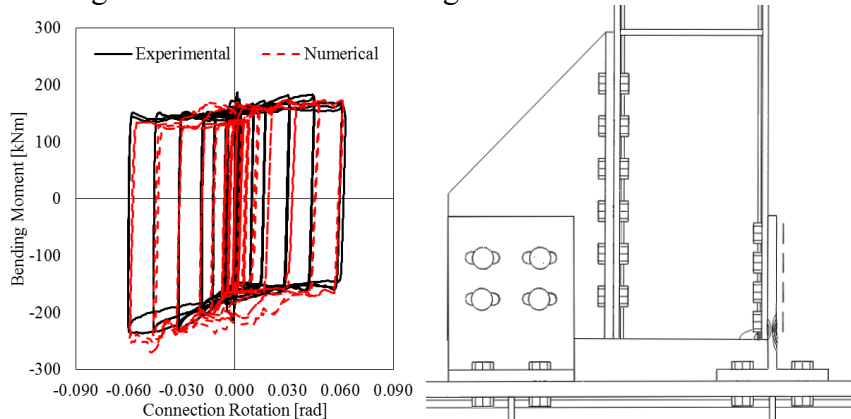 300
Experimental
Numerical
200
100
0
-100
-200
-300
-0.090 -0.060 -0.030 0.000 0.030 0.060 0.090
Connection Rotation [rad]
Bending Moment [kNm]